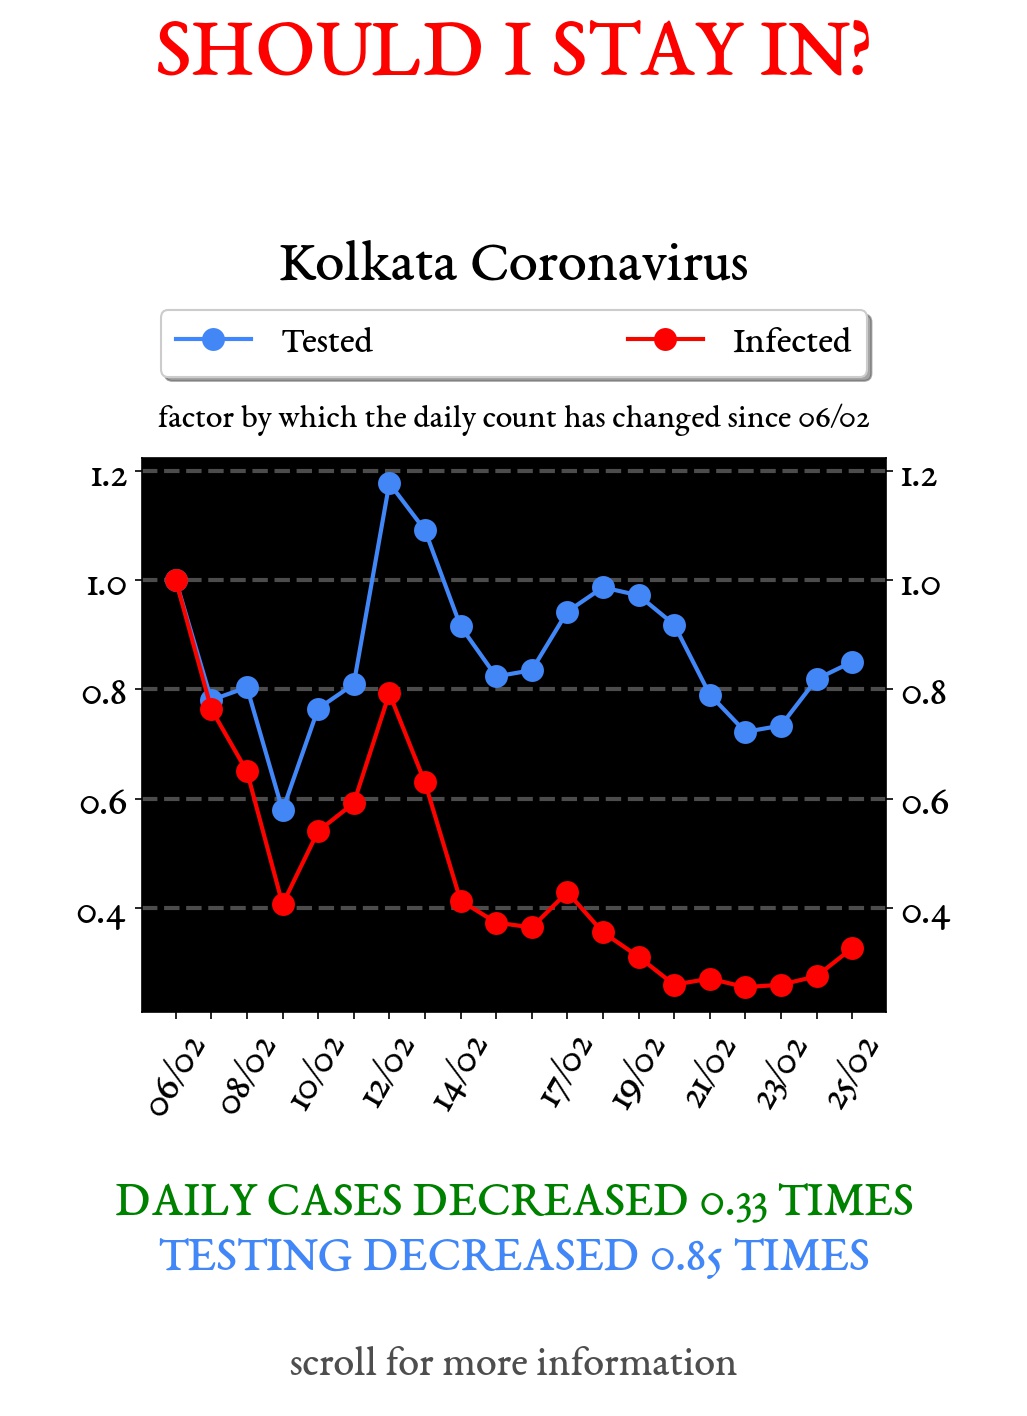 SHOULD I STAY IN?
Kolkata Coronavirus
Tested Infected
factor by which the daily count has changed since 06/02
1.2 1.2
1.0 1.0
0.8 0.8
0.6 0.6
0.4 0.4
06/02 08/02 10/02 12/02 14/02 17/02 19/02 21/02 23/02 25/02
DAILY CASES DECREASED 0.33 TIMES
TESTING DECREASED 0.85 TIMES
scroll for more information